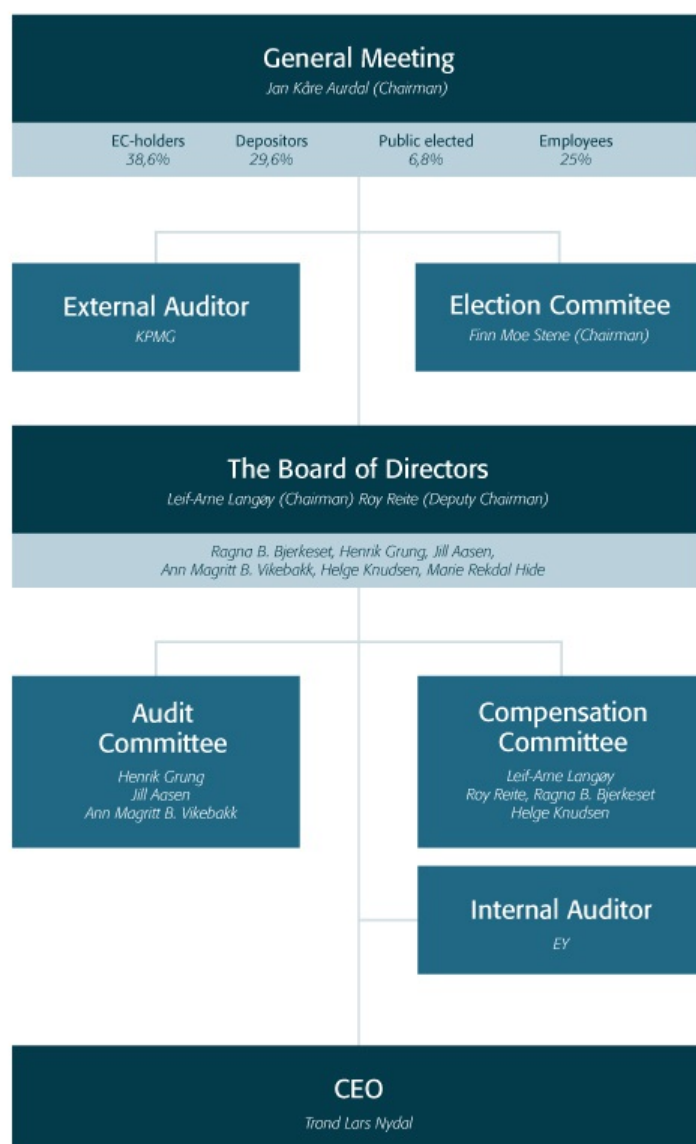 General Meeting
Jan Kåre Aurdal (Chairman)
EC-holders Depositors Public elected Employees
38,6% 29,6% 6,8% 25%
External Auditor
KPMG
Election Commitee
Finn Moe Stene (Chairman)
The Board of Directors
Leif-Arne Langøy (Chairman) Roy Reite (Deputy Chairman)
Ragna B. Bjerkeset, Henrik Grung, Jill Aasen,
Ann Magritt B. Vikebakk, Helge Knudsen, Marie Rekdal Hide
Audit
Committee
Henrik Grung
Jill Aasen
Ann Magritt B. Vikebakk
Compensation
Committee
Leif-Arne Langøy
Roy Reite, Ragna B. Bjerkeset
Helge Knudsen
Internal Auditor
EY
CEO
Trond Lars Nydal